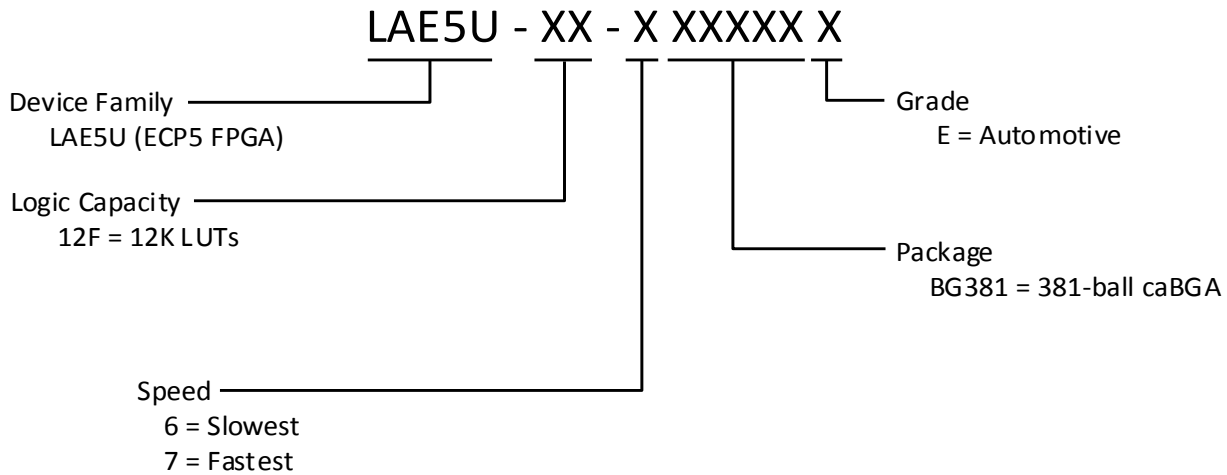 LAE5U - XX - X XXXXX X
Device Family
LAE5U (ECP5 FPGA)
Grade
E = Automotive
Logic Capacity
12F = 12K LUTs
Package
BG381 = 381-ball caBGA
Speed
6 = Slowest
7 = Fastest